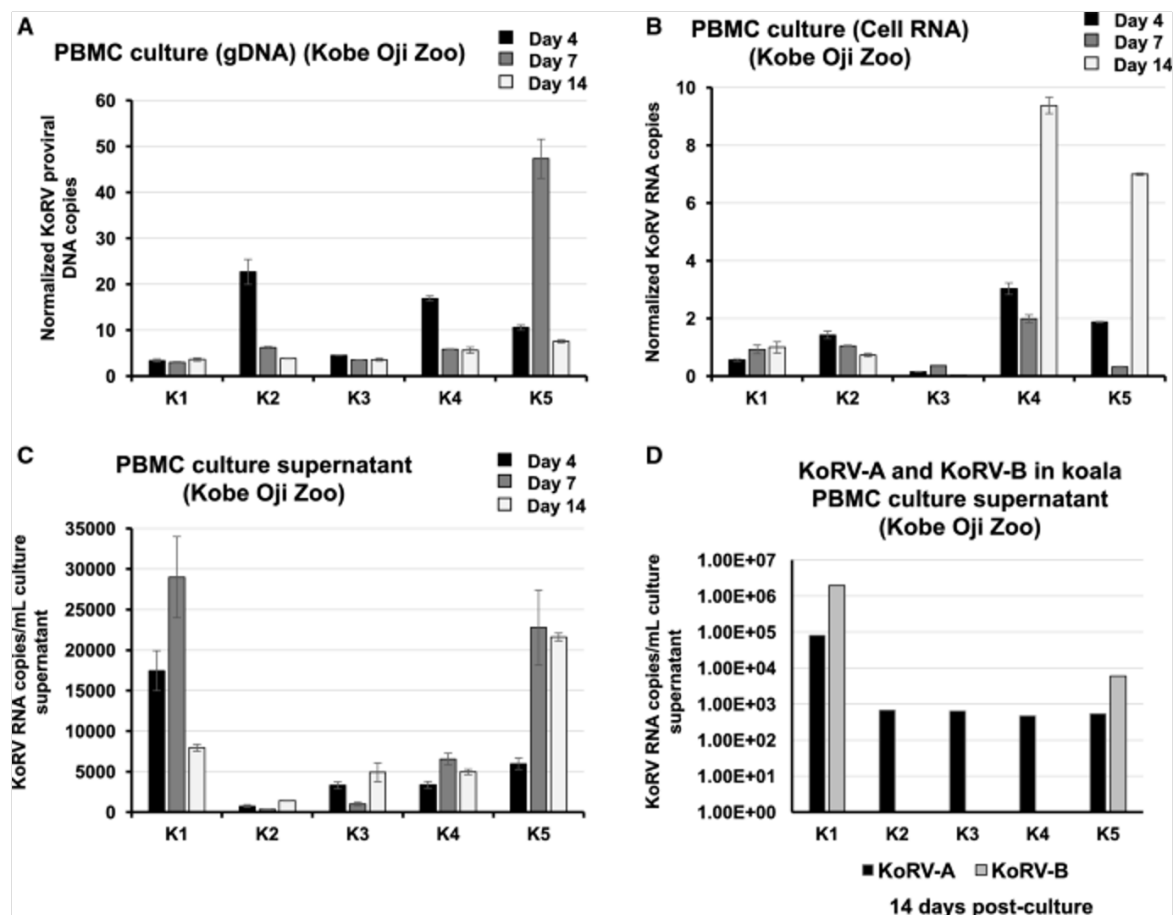 A
PBMC culture (gDNA) (Kobe Oji Zoo)
Day 4
Day 7
Day 14
Normalized KoRV proviral
DNA copies
60
50
40
30
20
10
0
K1 K2 K3 K4 K5
B
PBMC culture (Cell RNA)
(Kobe Oji Zoo)
Day 4
Day 7
Day 14
Normalized KoRV RNA copies
10
8
6
4
2
0
K1 K2 K3 K4 K5
C
PBMC culture supernatant
(Kobe Oji Zoo)
Day 4
Day 7
Day 14
KoRV RNA copies/mL culture
supernatant
35000
30000
25000
20000
15000
10000
5000
0
K1 K2 K3 K4 K5
D
KoRV-A and KoRV-B in koala
PBMC culture supernatant
(Kobe Oji Zoo)
KoRV RNA copies/mL culture
supernatant
1.00E+07
1.00E+06
1.00E+05
1.00E+04
1.00E+03
1.00E+02
1.00E+01
1.00E+00
K1 K2 K3 K4 K5
KoRV-A KoRV-B
14 days post-culture